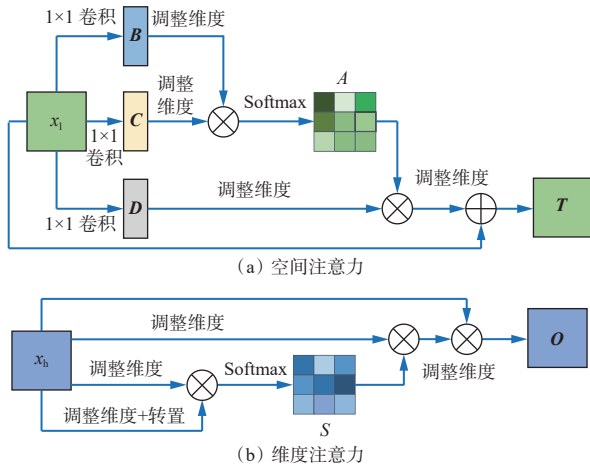 1×1 卷积
B
调整维度
x₁
1×1
卷积
C
调整
维度
Softmax
A
1×1 卷积
D
调整维度
调整维度
T
（a）空间注意力
xₕ
调整维度
调整维度
O
调整维度
Softmax
调整维度+转置
S
（b）维度注意力